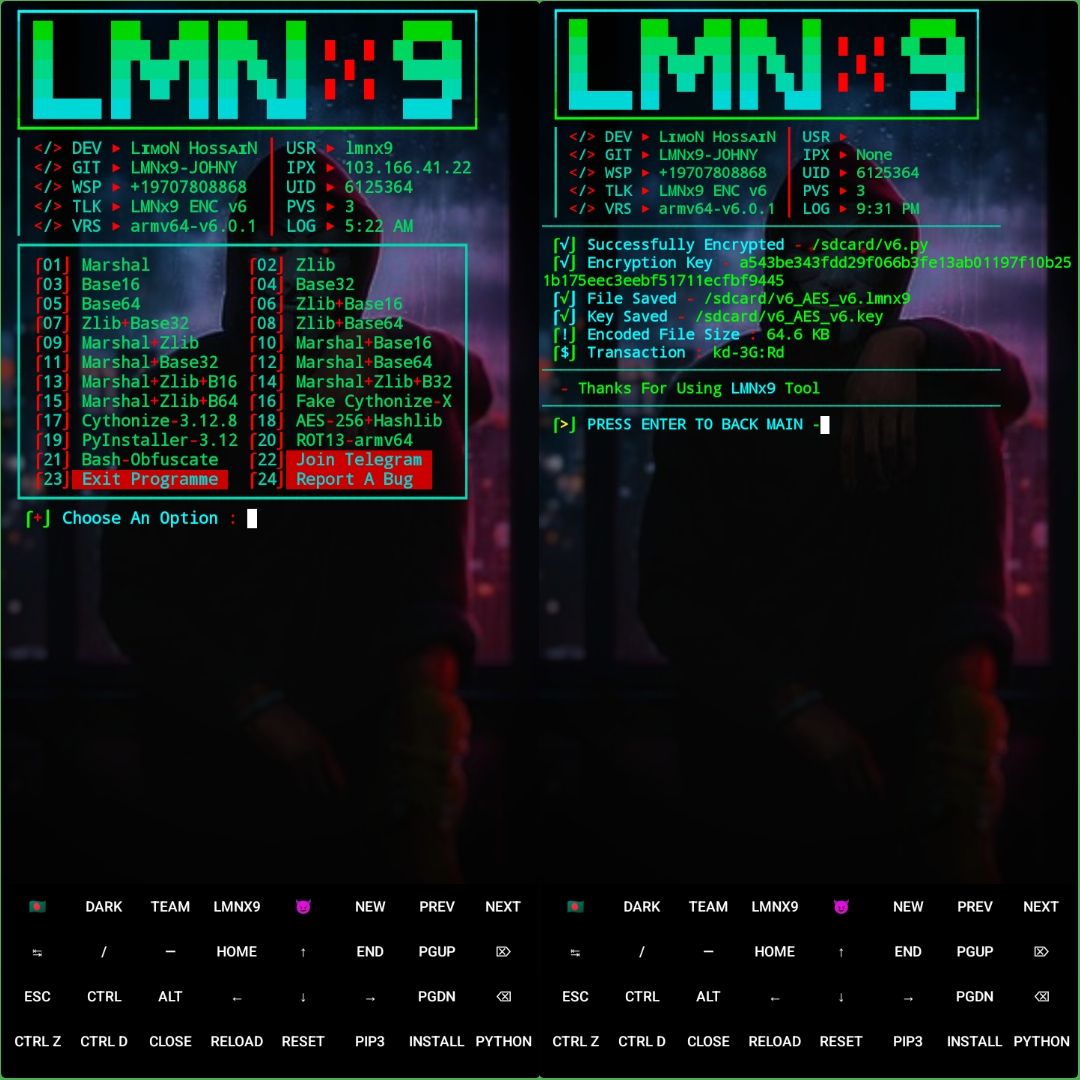 LMNx9
</> DEV ▸ LɪᴍoN HossᴀɪN USR ▸ lmnx9
</> GIT ▸ LMNx9-JOHNY IPX ▸ 103.166.41.22
</> WSP ▸ +19707808868 UID ▸ 6125364
</> TLK ▸ LMNx9 ENC v6 PVS ▸ 3
</> VRS ▸ armv64-v6.0.1 LOG ▸ 5:22 AM
⌈01⌋ Marshal ⌈02⌋ Zlib
⌈03⌋ Base16 ⌈04⌋ Base32
⌈05⌋ Base64 ⌈06⌋ Zlib+Base16
⌈07⌋ Zlib+Base32 ⌈08⌋ Zlib+Base64
⌈09⌋ Marshal+Zlib ⌈10⌋ Marshal+Base16
⌈11⌋ Marshal+Base32 ⌈12⌋ Marshal+Base64
⌈13⌋ Marshal+Zlib+B16 ⌈14⌋ Marshal+Zlib+B32
⌈15⌋ Marshal+Zlib+B64 ⌈16⌋ Fake Cythonize-X
⌈17⌋ Cythonize-3.12.8 ⌈18⌋ AES-256+Hashlib
⌈19⌋ PyInstaller-3.12 ⌈20⌋ ROT13-armv64
⌈21⌋ Bash-Obfuscate ⌈22⌋ Join Telegram
⌈23⌋ Exit Programme ⌈24⌋ Report A Bug
⌈+⌋ Choose An Option :
DARK TEAM LMNX9 😈 NEW PREV NEXT
↹ / — HOME ↑ END PGUP ⌦
ESC CTRL ALT ← ↓ → PGDN ⌫
CTRL Z CTRL D CLOSE RELOAD RESET PIP3 INSTALL PYTHON
LMNx9
</> DEV ▸ LɪᴍoN HossᴀɪN USR ▸
</> GIT ▸ LMNx9-JOHNY IPX ▸ None
</> WSP ▸ +19707808868 UID ▸ 6125364
</> TLK ▸ LMNx9 ENC v6 PVS ▸ 3
</> VRS ▸ armv64-v6.0.1 LOG ▸ 9:31 PM
⌈√⌋ Successfully Encrypted - /sdcard/v6.py
⌈√⌋ Encryption Key - a543be343fdd29f066b3fe13ab01197f10b25
1b175eec3eebf51711ecfbf9445
⌈√⌋ File Saved - /sdcard/v6_AES_v6.lmnx9
⌈√⌋ Key Saved - /sdcard/v6_AES_v6.key
⌈!⌋ Encoded File Size : 64.6 KB
⌈$⌋ Transaction : kd-3G:Rd
- Thanks For Using LMNx9 Tool
⌈>⌋ PRESS ENTER TO BACK MAIN -
DARK TEAM LMNX9 😈 NEW PREV NEXT
↹ / — HOME ↑ END PGUP ⌦
ESC CTRL ALT ← ↓ → PGDN ⌫
CTRL Z CTRL D CLOSE RELOAD RESET PIP3 INSTALL PYTHON